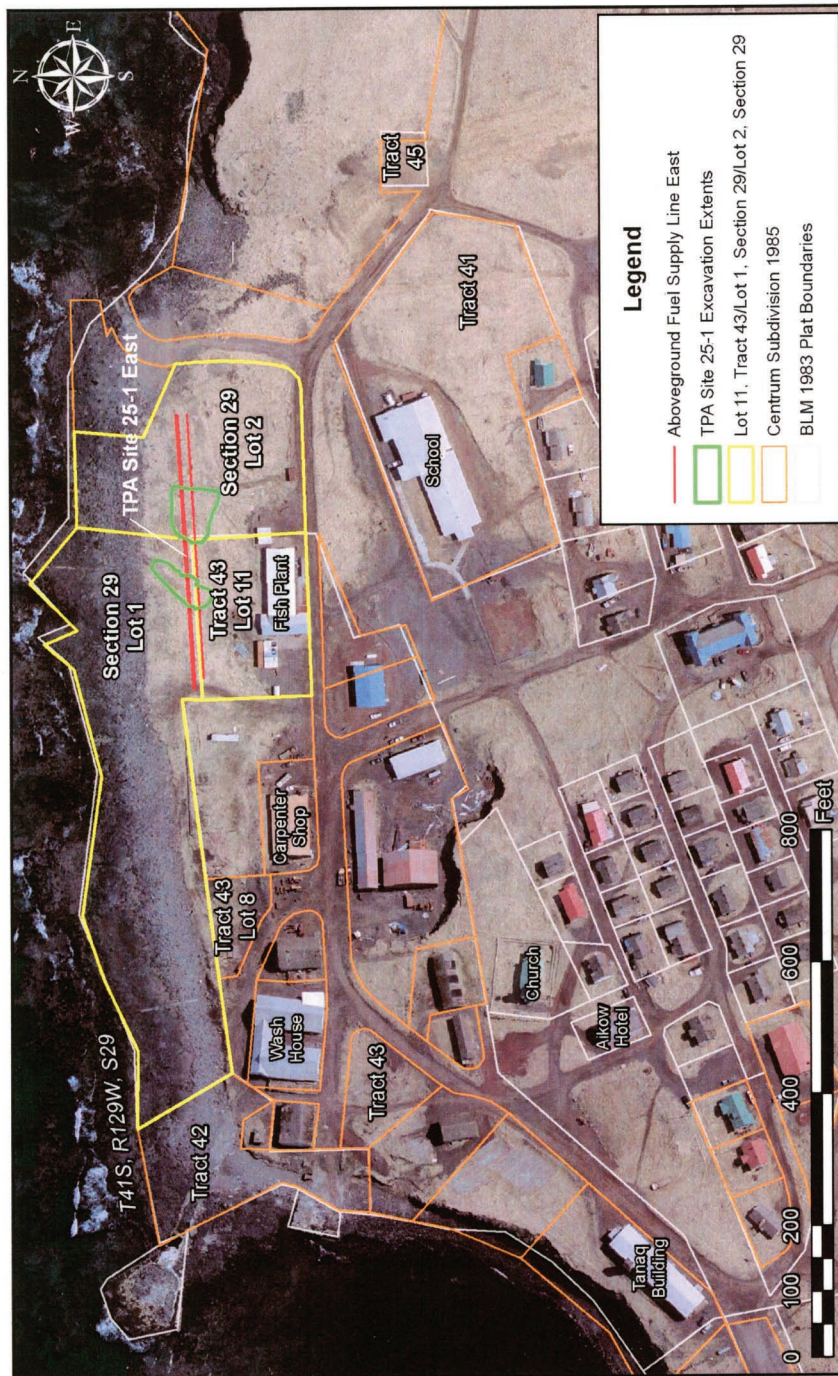 N
E
S
W
T41S, R129W, S29
Tract 42
Section 29
Lot 1
TPA Site 25-1 East
Section 29
Lot 2
Tract 43
Lot 11
Fish Plant
Tract 43
Lot 8
Carpenter
Shop
Wash
House
Tract 43
Tract
45
Tract 41
School
Church
Aikow
Hotel
Tanaq
Building
Legend
Aboveground Fuel Supply Line East
TPA Site 25-1 Excavation Extents
Lot 11, Tract 43/Lot 1, Section 29/Lot 2, Section 29
Centrum Subdivision 1985
BLM 1983 Plat Boundaries
0 100 200 400 600 800
Feet